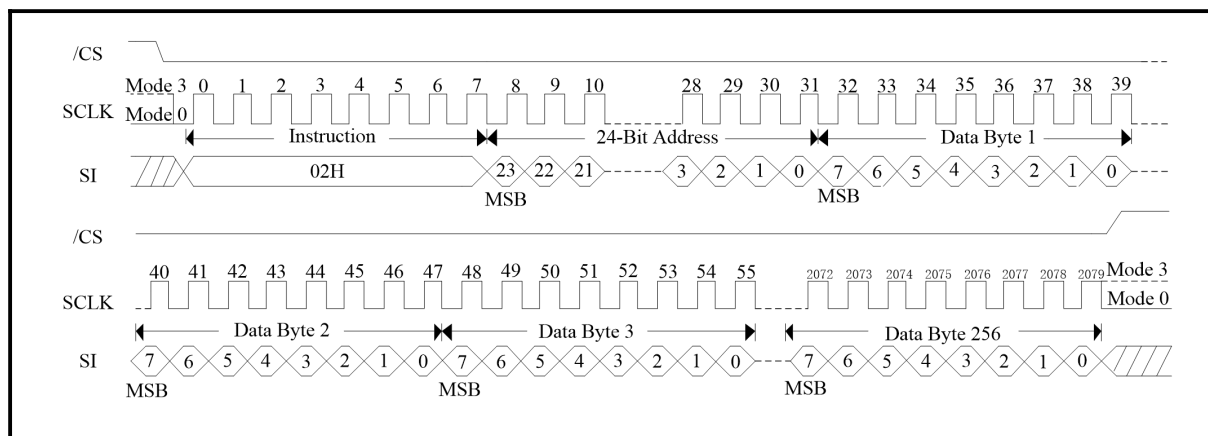 /CS
Mode 3 0 1 2 3 4 5 6 7 8 9 10 28 29 30 31 32 33 34 35 36 37 38 39
SCLK Mode 0
Instruction 24-Bit Address Data Byte 1
SI 02H 23 22 21 3 2 1 0 7 6 5 4 3 2 1 0
MSB MSB
/CS
40 41 42 43 44 45 46 47 48 49 50 51 52 53 54 55 2072 2073 2074 2075 2076 2077 2078 2079 Mode 3
SCLK Mode 0
Data Byte 2 Data Byte 3 Data Byte 256
SI 7 6 5 4 3 2 1 0 7 6 5 4 3 2 1 0 7 6 5 4 3 2 1 0
MSB MSB MSB